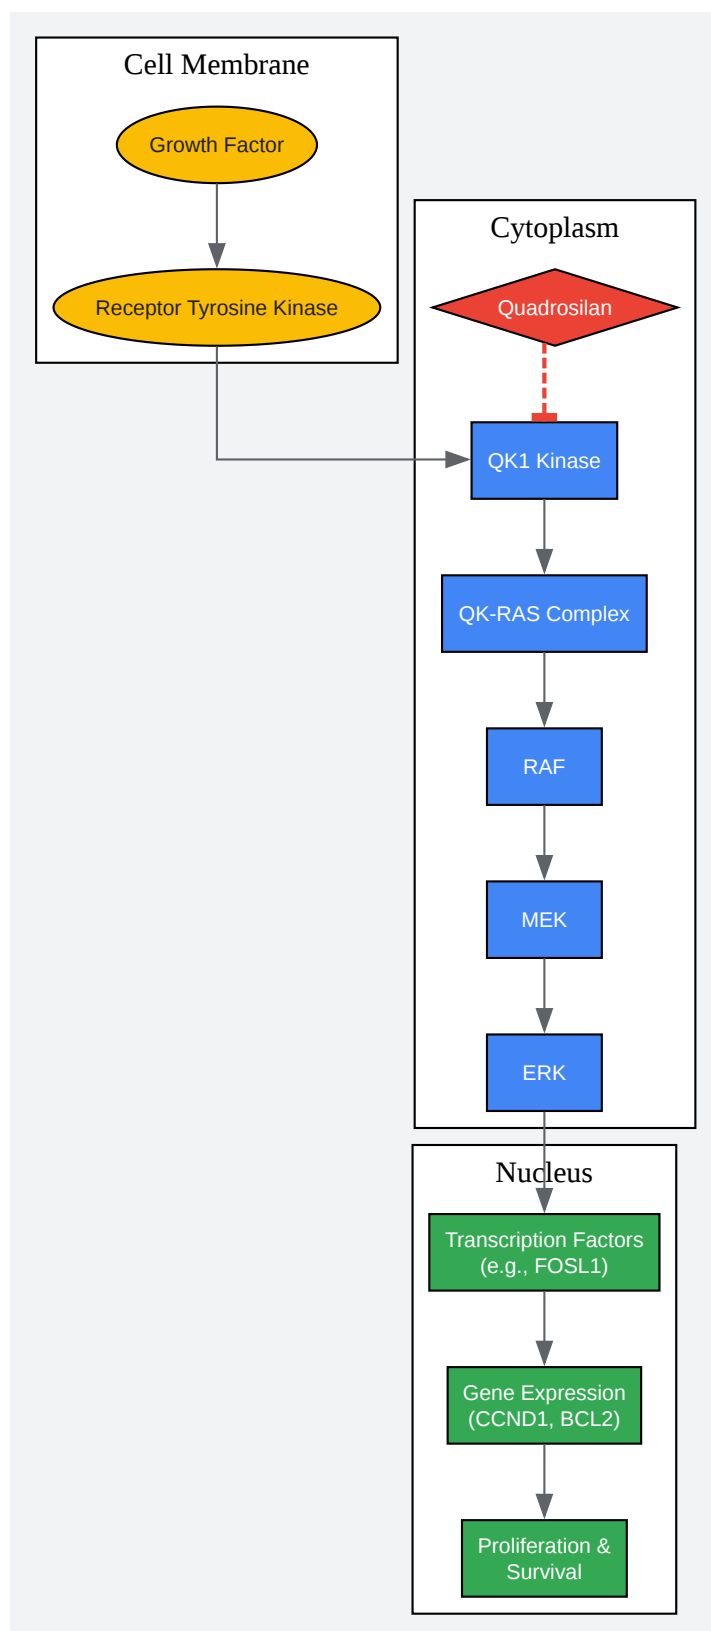 Cell Membrane
Growth Factor
Receptor Tyrosine Kinase
Cytoplasm
Quadrosilan
QK1 Kinase
QK-RAS Complex
RAF
MEK
ERK
Nucleus
Transcription Factors
(e.g., FOSL1)
Gene Expression
(CCND1, BCL2)
Proliferation &
Survival